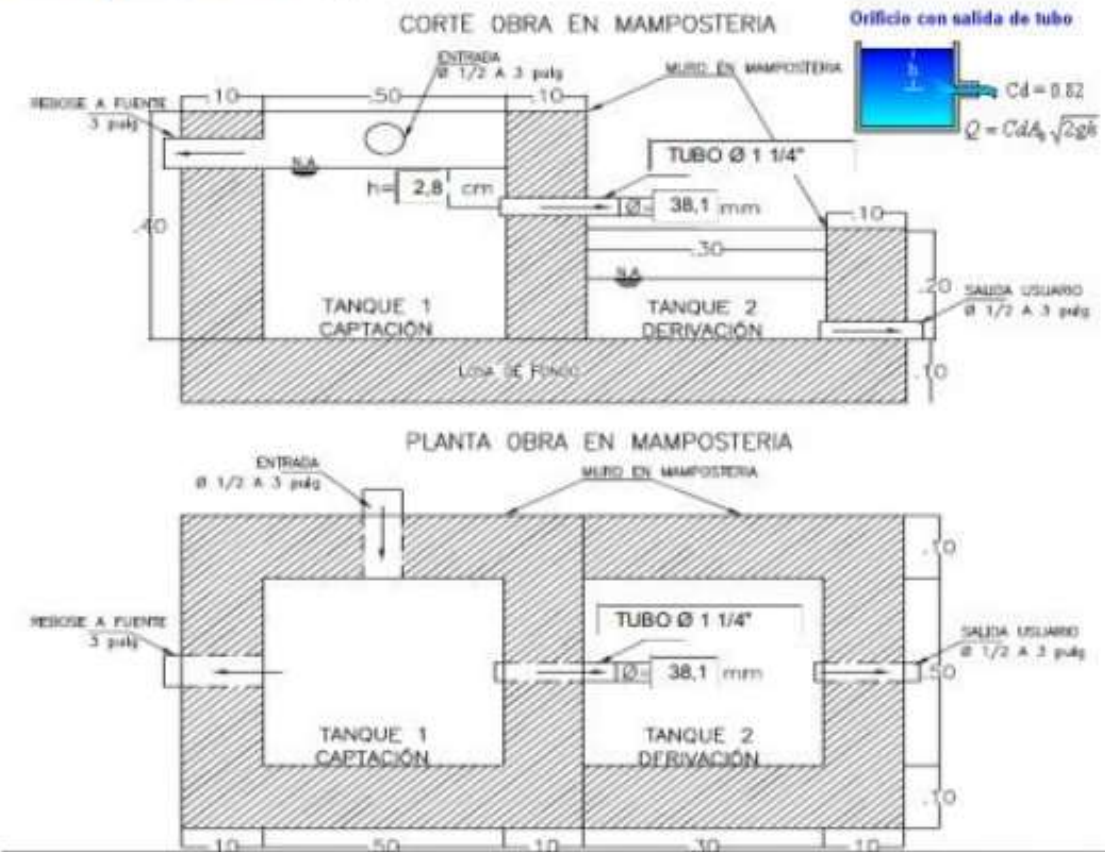 CORTE OBRA EN MAMPOSTERIA
Orificio con salida de tubo
h
Cd = 0.82
Q = CdA₀√2gh
ENTRADA
Ø 1/2 A 3 pulg
MURO EN MAMPOSTERIA
REBOSE A FUENTE
3 pulg
.10
.50
.10
N.A
TUBO Ø 1 1/4"
h= 2,8 cm
Ø= 38,1 mm
.10
.40
.30
N.A
.20
SALIDA USUARIO
Ø 1/2 A 3 pulg
TANQUE 1
CAPTACIÓN
TANQUE 2
DERIVACIÓN
LOSA DE FONDO
.10
PLANTA OBRA EN MAMPOSTERIA
ENTRADA
Ø 1/2 A 3 pulg
MURO EN MAMPOSTERIA
.10
REBOSE A FUENTE
3 pulg
TUBO Ø 1 1/4"
Ø= 38,1 mm
SALIDA USUARIO
Ø 1/2 A 3 pulg
.50
TANQUE 1
CAPTACIÓN
TANQUE 2
DERIVACIÓN
.10
.10
.50
.10
.30
.10